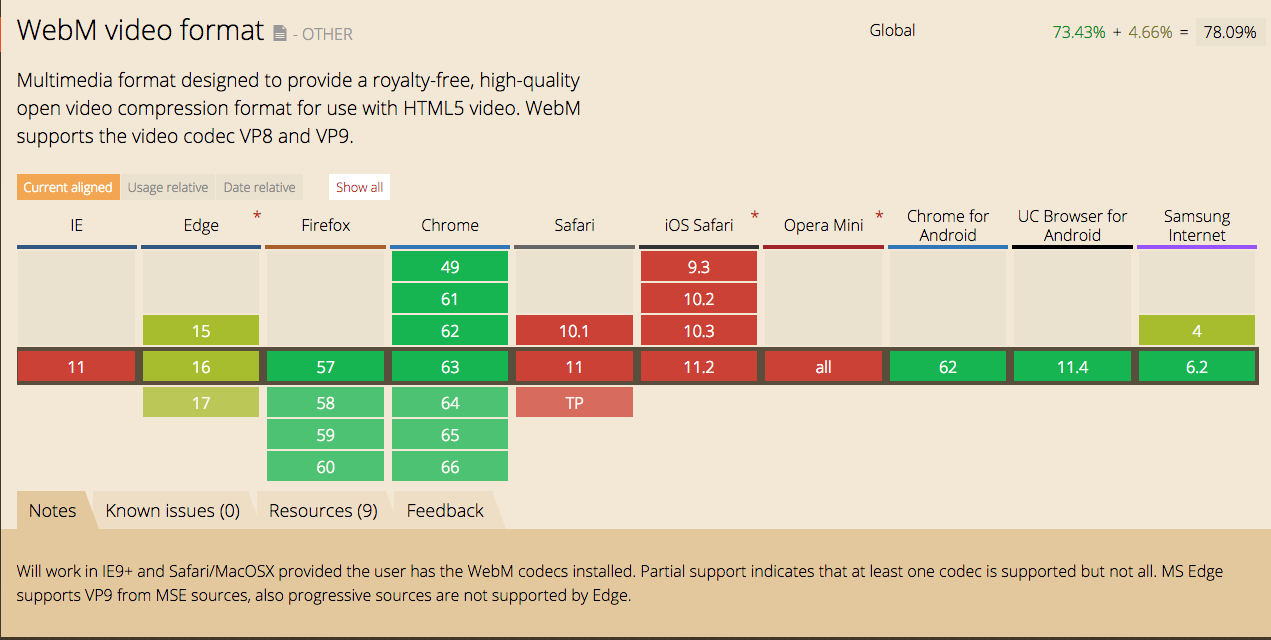 WebM video format - OTHER
Global
73.43% + 4.66% = 78.09%
Multimedia format designed to provide a royalty-free, high-quality
open video compression format for use with HTML5 video. WebM
supports the video codec VP8 and VP9.
Current aligned Usage relative Date relative Show all
IE Edge * Firefox Chrome Safari iOS Safari * Opera Mini * Chrome for Android UC Browser for Android Samsung Internet
49 9.3
61 10.2
15 62 10.1 10.3 4
11 16 57 63 11 11.2 all 62 11.4 6.2
17 58 64 TP
59 65
60 66
Notes Known issues (0) Resources (9) Feedback
Will work in IE9+ and Safari/MacOSX provided the user has the WebM codecs installed. Partial support indicates that at least one codec is supported but not all. MS Edge
supports VP9 from MSE sources, also progressive sources are not supported by Edge.